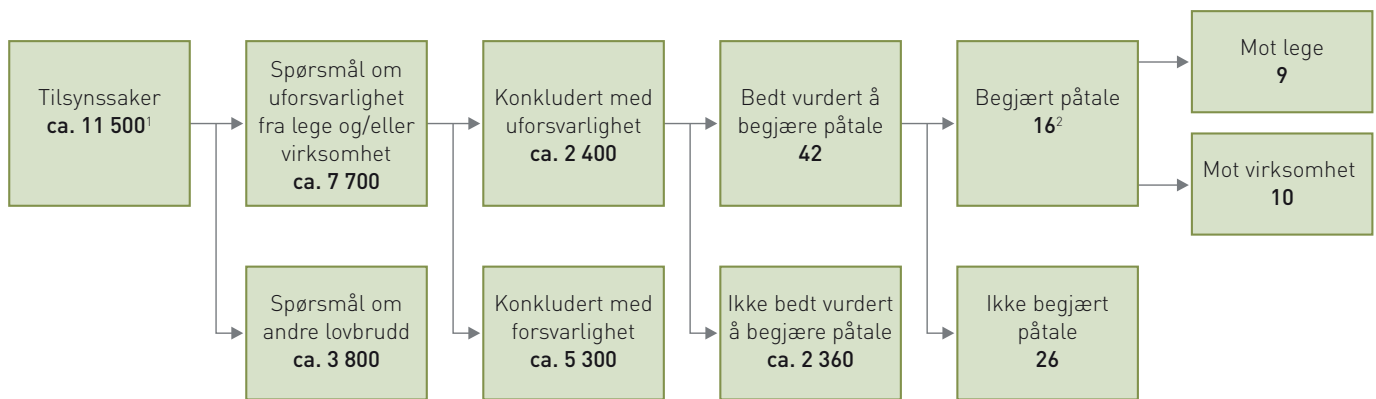 Tilsynssaker
ca. 11 500¹
Spørsmål om
uforsvarlighet
fra lege og/eller
virksomhet
ca. 7 700
Konkludert med
uforsvarlighet
ca. 2 400
Bedt vurdert å
begjære påtale
42
Begjært påtale
16²
Mot lege
9
Mot virksomhet
10
Spørsmål om
andre lovbrudd
ca. 3 800
Konkludert med
forsvarlighet
ca. 5 300
Ikke bedt vurdert
å begjære påtale
ca. 2 360
Ikke begjært
påtale
26